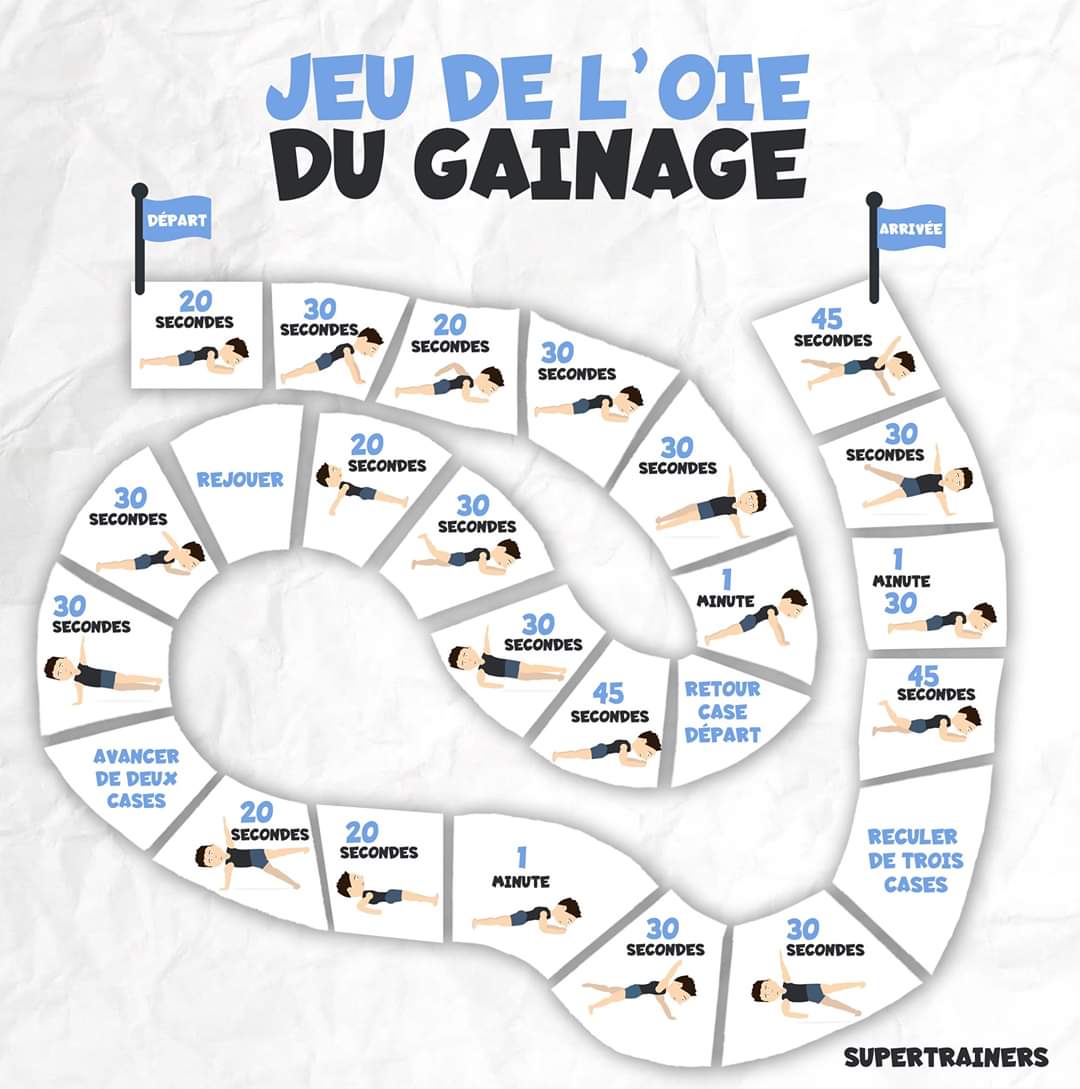 JEU DE L'OIE
DU GAINAGE
DÉPART
ARRIVÉE
20
SECONDES
30
SECONDES
20
SECONDES
30
SECONDES
30
SECONDES
1
MINUTE
RETOUR
CASE
DÉPART
45
SECONDES
30
SECONDES
30
SECONDES
20
SECONDES
REJOUER
30
SECONDES
30
SECONDES
AVANCER
DE DEUX
CASES
20
SECONDES
20
SECONDES
1
MINUTE
30
SECONDES
30
SECONDES
RECULER
DE TROIS
CASES
45
SECONDES
1
MINUTE
30
30
SECONDES
45
SECONDES
SUPERTRAINERS